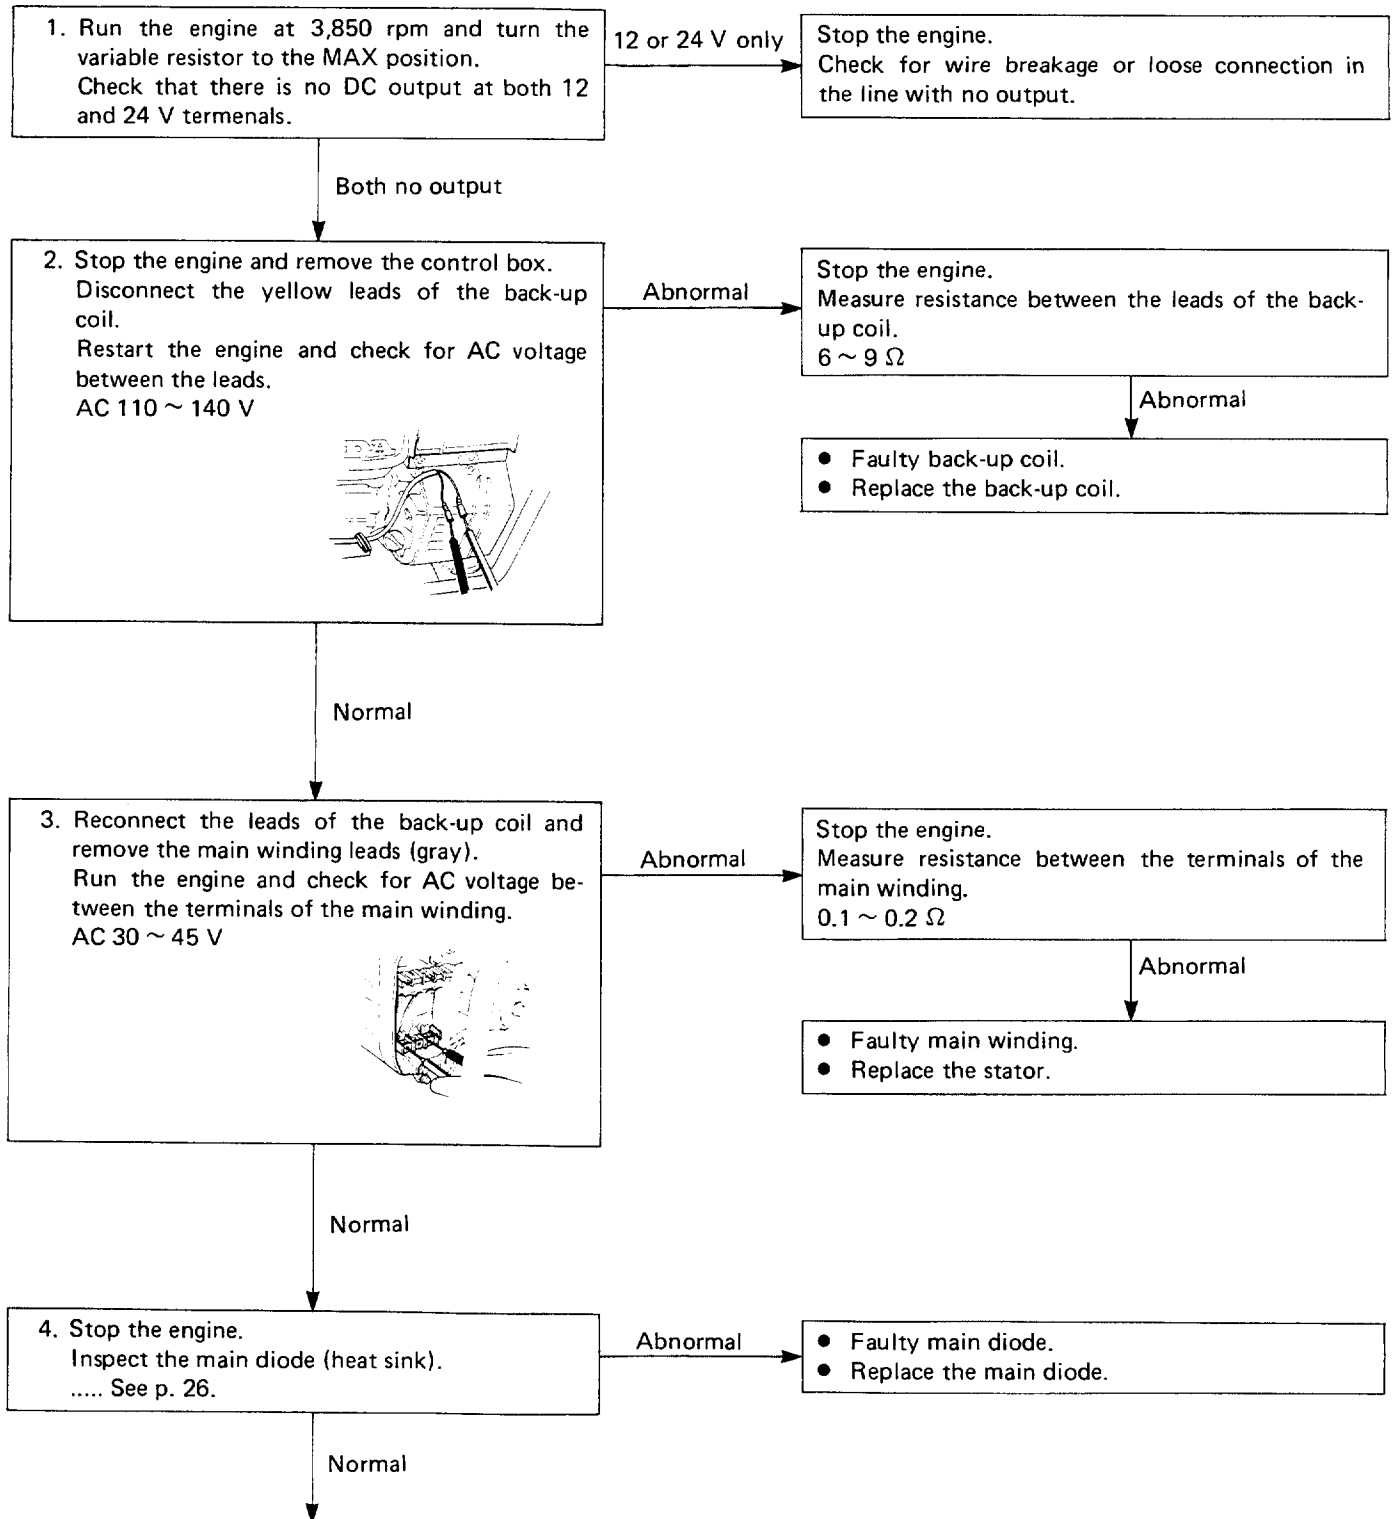 1. Run the engine at 3,850 rpm and turn the
variable resistor to the MAX position.
Check that there is no DC output at both 12
and 24 V termenals.
12 or 24 V only
Stop the engine.
Check for wire breakage or loose connection in
the line with no output.
Both no output
2. Stop the engine and remove the control box.
Disconnect the yellow leads of the back-up
coil.
Restart the engine and check for AC voltage
between the leads.
AC 110 ~ 140 V
Abnormal
Stop the engine.
Measure resistance between the leads of the back-
up coil.
6 ~ 9 Ω
Abnormal
● Faulty back-up coil.
● Replace the back-up coil.
Normal
3. Reconnect the leads of the back-up coil and
remove the main winding leads (gray).
Run the engine and check for AC voltage be-
tween the terminals of the main winding.
AC 30 ~ 45 V
Abnormal
Stop the engine.
Measure resistance between the terminals of the
main winding.
0.1 ~ 0.2 Ω
Abnormal
● Faulty main winding.
● Replace the stator.
Normal
4. Stop the engine.
Inspect the main diode (heat sink).
..... See p. 26.
Abnormal
● Faulty main diode.
● Replace the main diode.
Normal